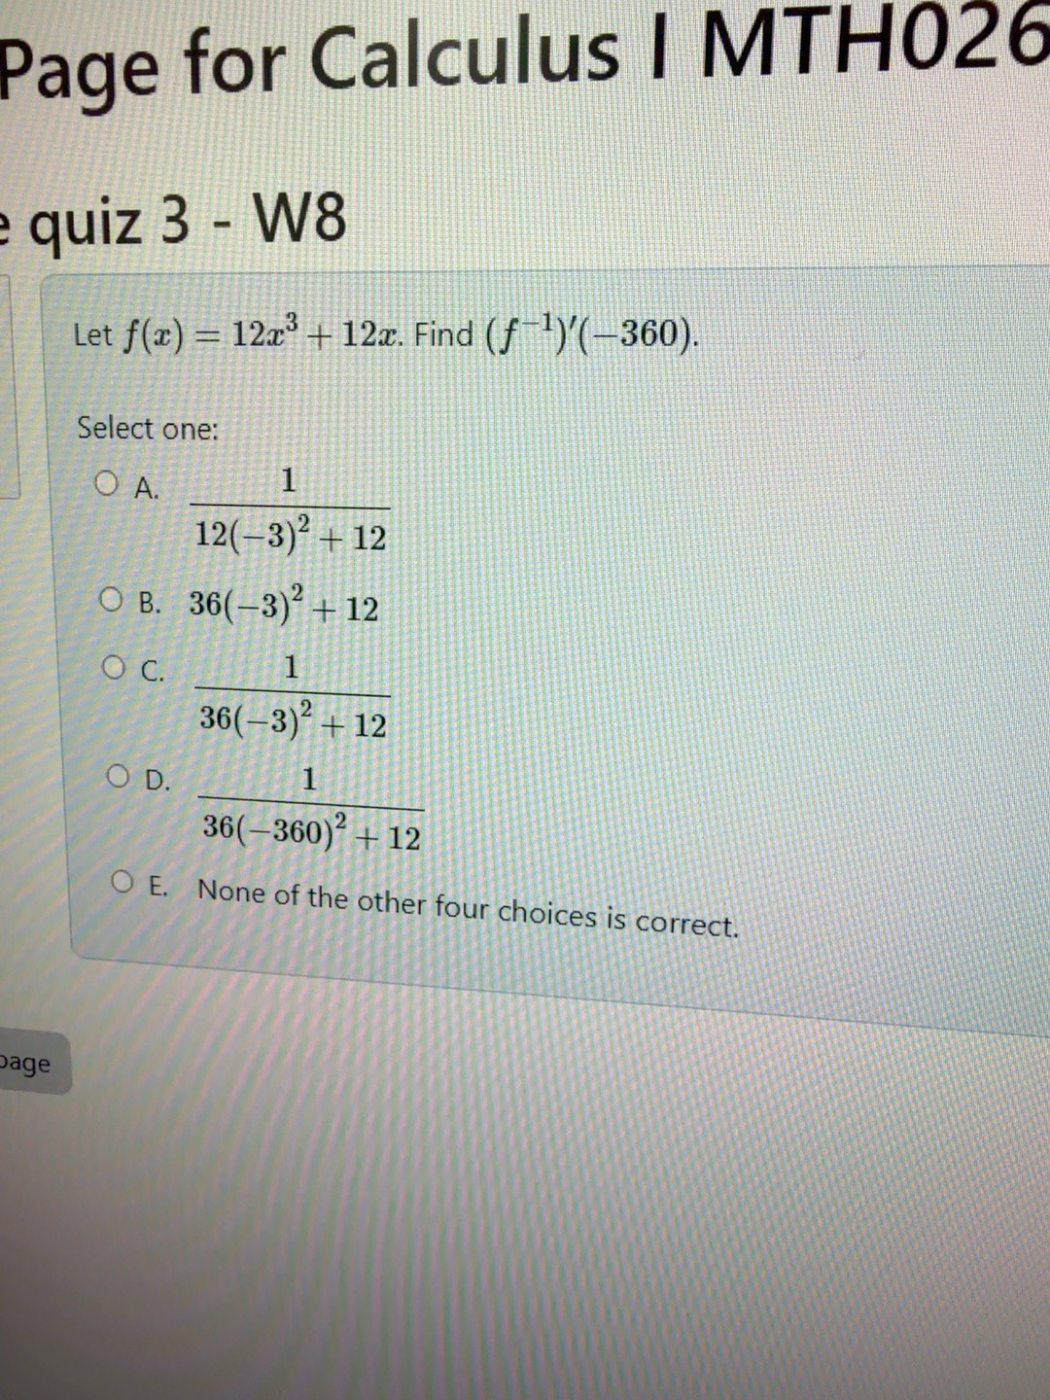 Page for Calculus I MTH026
e quiz 3 - W8
Let f(x) = 12x³ + 12x. Find (f⁻¹)′(−360).
Select one:
A. 1
12(−3)² + 12
B. 36(−3)² + 12
C. 1
36(−3)² + 12
D. 1
36(−360)² + 12
E. None of the other four choices is correct.
page